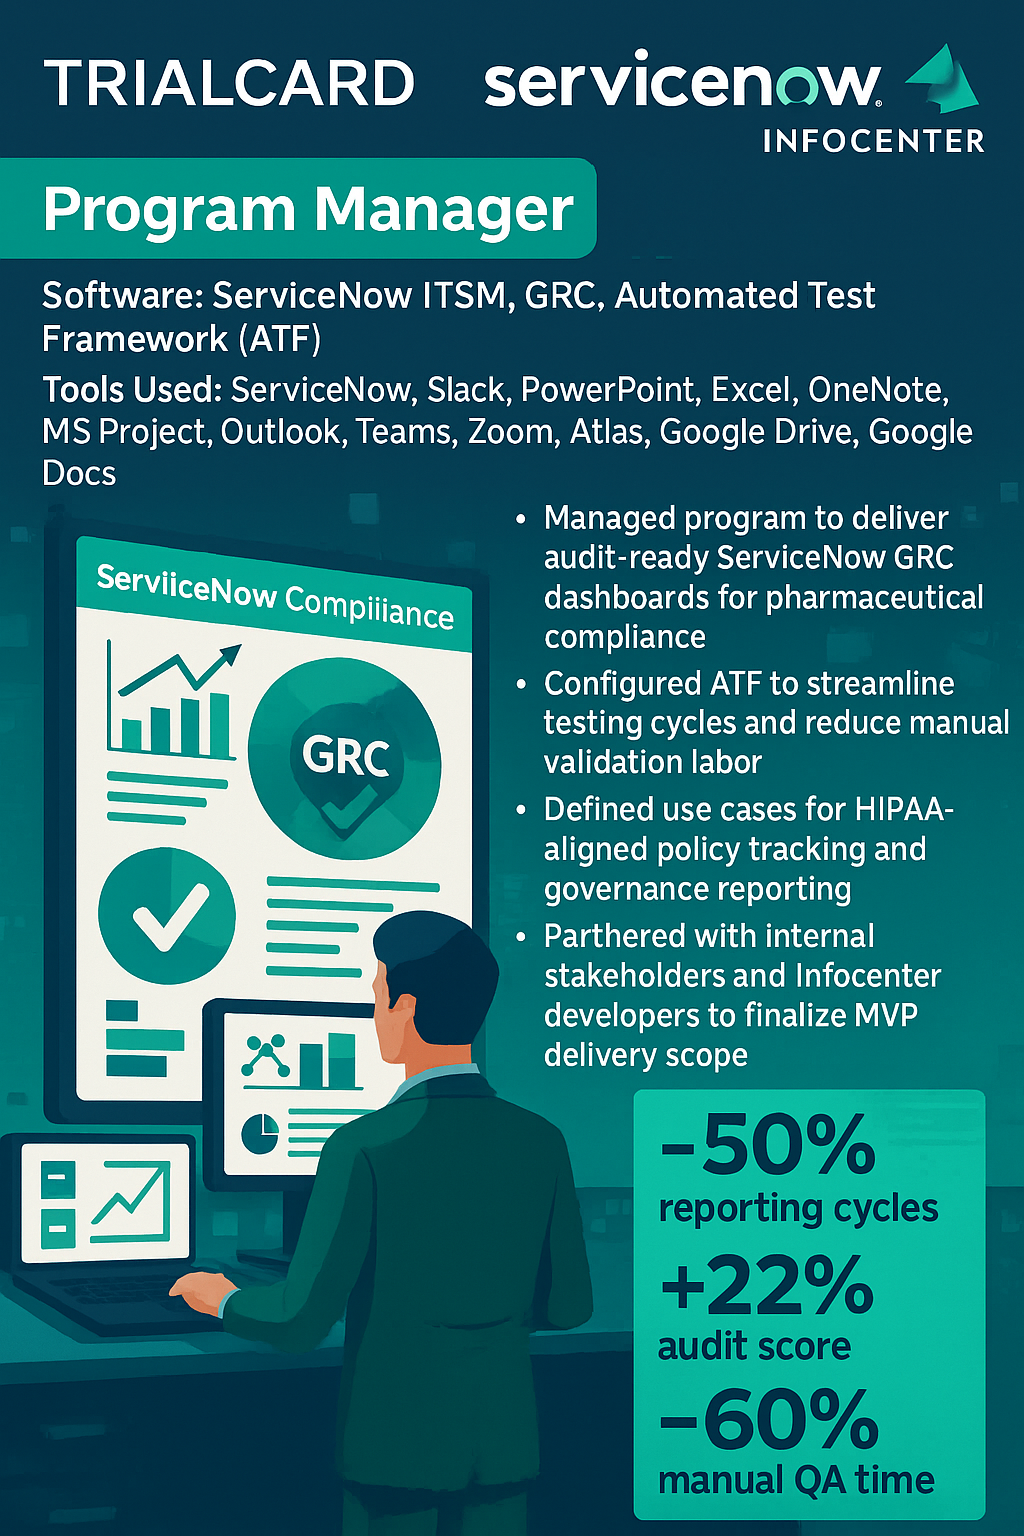 TRIALCARD
servicenow®
INFOCENTER
Program Manager
Software: ServiceNow ITSM, GRC, Automated Test
Framework (ATF)
Tools Used: ServiceNow, Slack, PowerPoint, Excel, OneNote,
MS Project, Outlook, Teams, Zoom, Atlas, Google Drive, Google
Docs
ServiiceNow Compiiiance
GRC
• Managed program to deliver
audit-ready ServiceNow GRC
dashboards for pharmaceutical
compliance
• Configured ATF to streamline
testing cycles and reduce manual
validation labor
• Defined use cases for HIPAA-
aligned policy tracking and
governance reporting
• Parthered with internal
stakeholders and Infocenter
developers to finalize MVP
delivery scope
–50%
reporting cycles
+22%
audit score
–60%
manual QA time